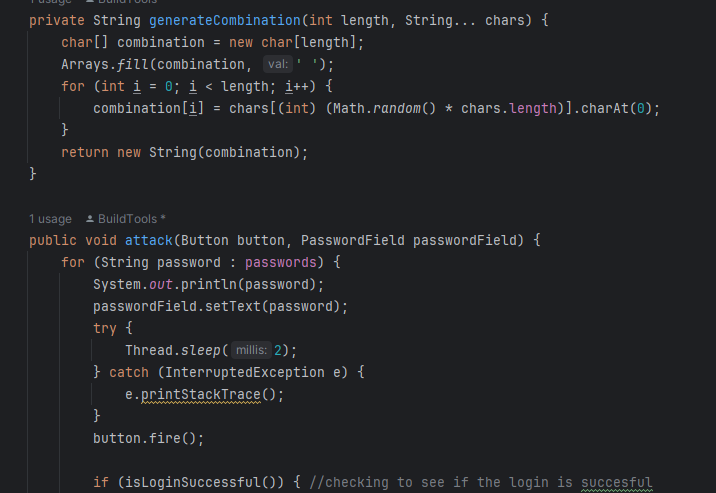 1 usage BuildTools
private String generateCombination(int length, String... chars) {
char[] combination = new char[length];
Arrays.fill(combination, val: ' ');
for (int i = 0; i < length; i++) {
combination[i] = chars[(int) (Math.random() * chars.length)].charAt(0);
}
return new String(combination);
}
1 usage BuildTools *
public void attack(Button button, PasswordField passwordField) {
for (String password : passwords) {
System.out.println(password);
passwordField.setText(password);
try {
Thread.sleep( millis: 2);
} catch (InterruptedException e) {
e.printStackTrace();
}
button.fire();
if (isLoginSuccessful()) { //checking to see if the login is succesful